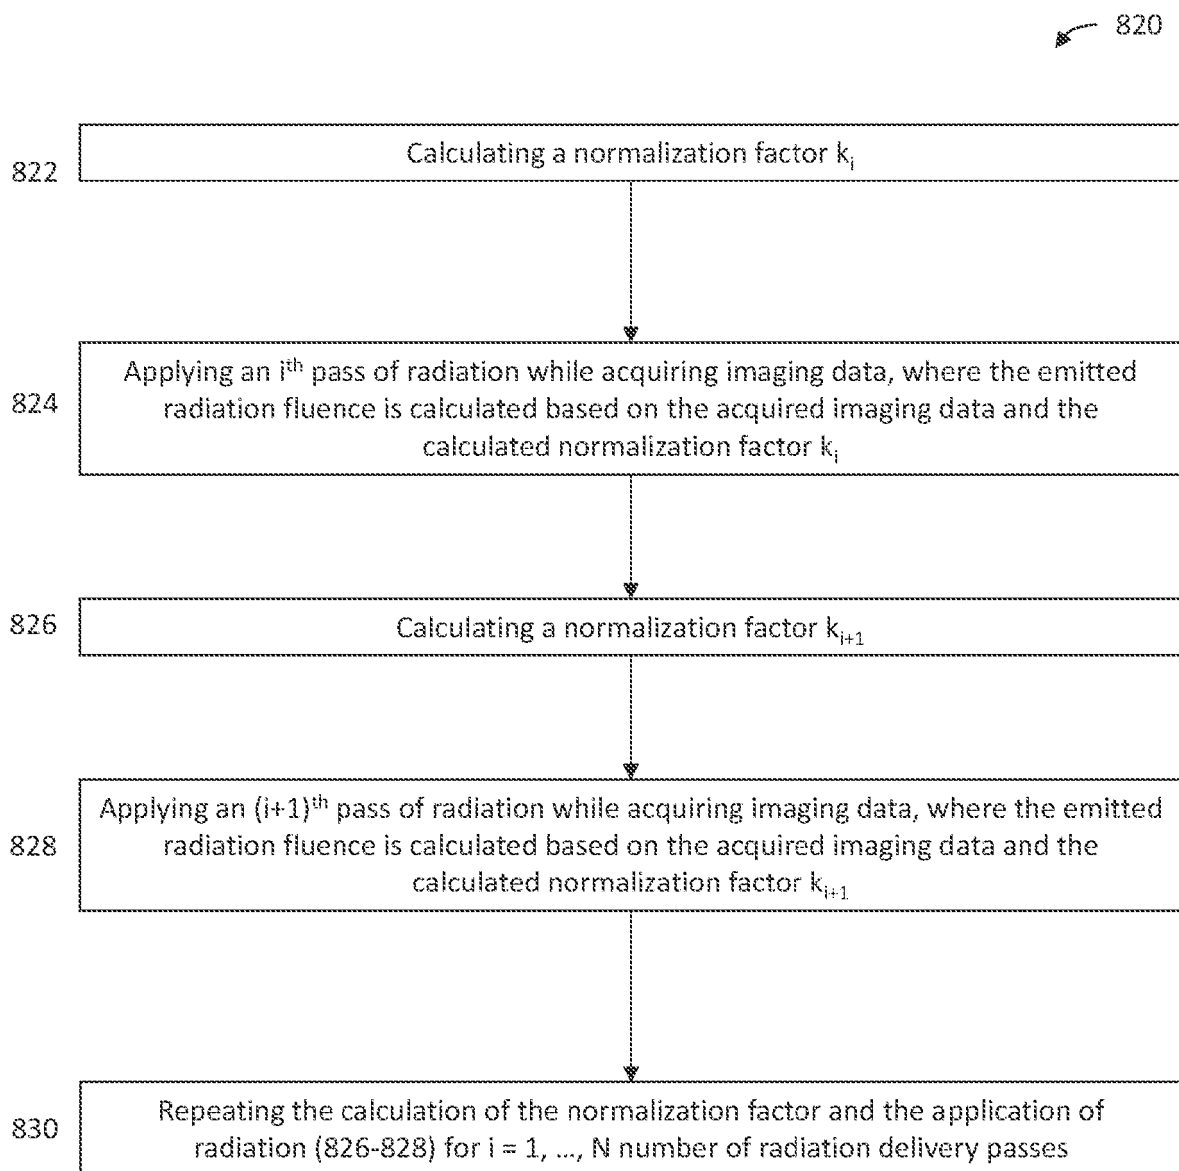 820
822
Calculating a normalization factor kᵢ
824
Applying an iᵗʰ pass of radiation while acquiring imaging data, where the emitted
radiation fluence is calculated based on the acquired imaging data and the
calculated normalization factor kᵢ
826
Calculating a normalization factor kᵢ₊₁
828
Applying an (i+1)ᵗʰ pass of radiation while acquiring imaging data, where the emitted
radiation fluence is calculated based on the acquired imaging data and the
calculated normalization factor kᵢ₊₁
830
Repeating the calculation of the normalization factor and the application of
radiation (826-828) for i = 1, ..., N number of radiation delivery passes